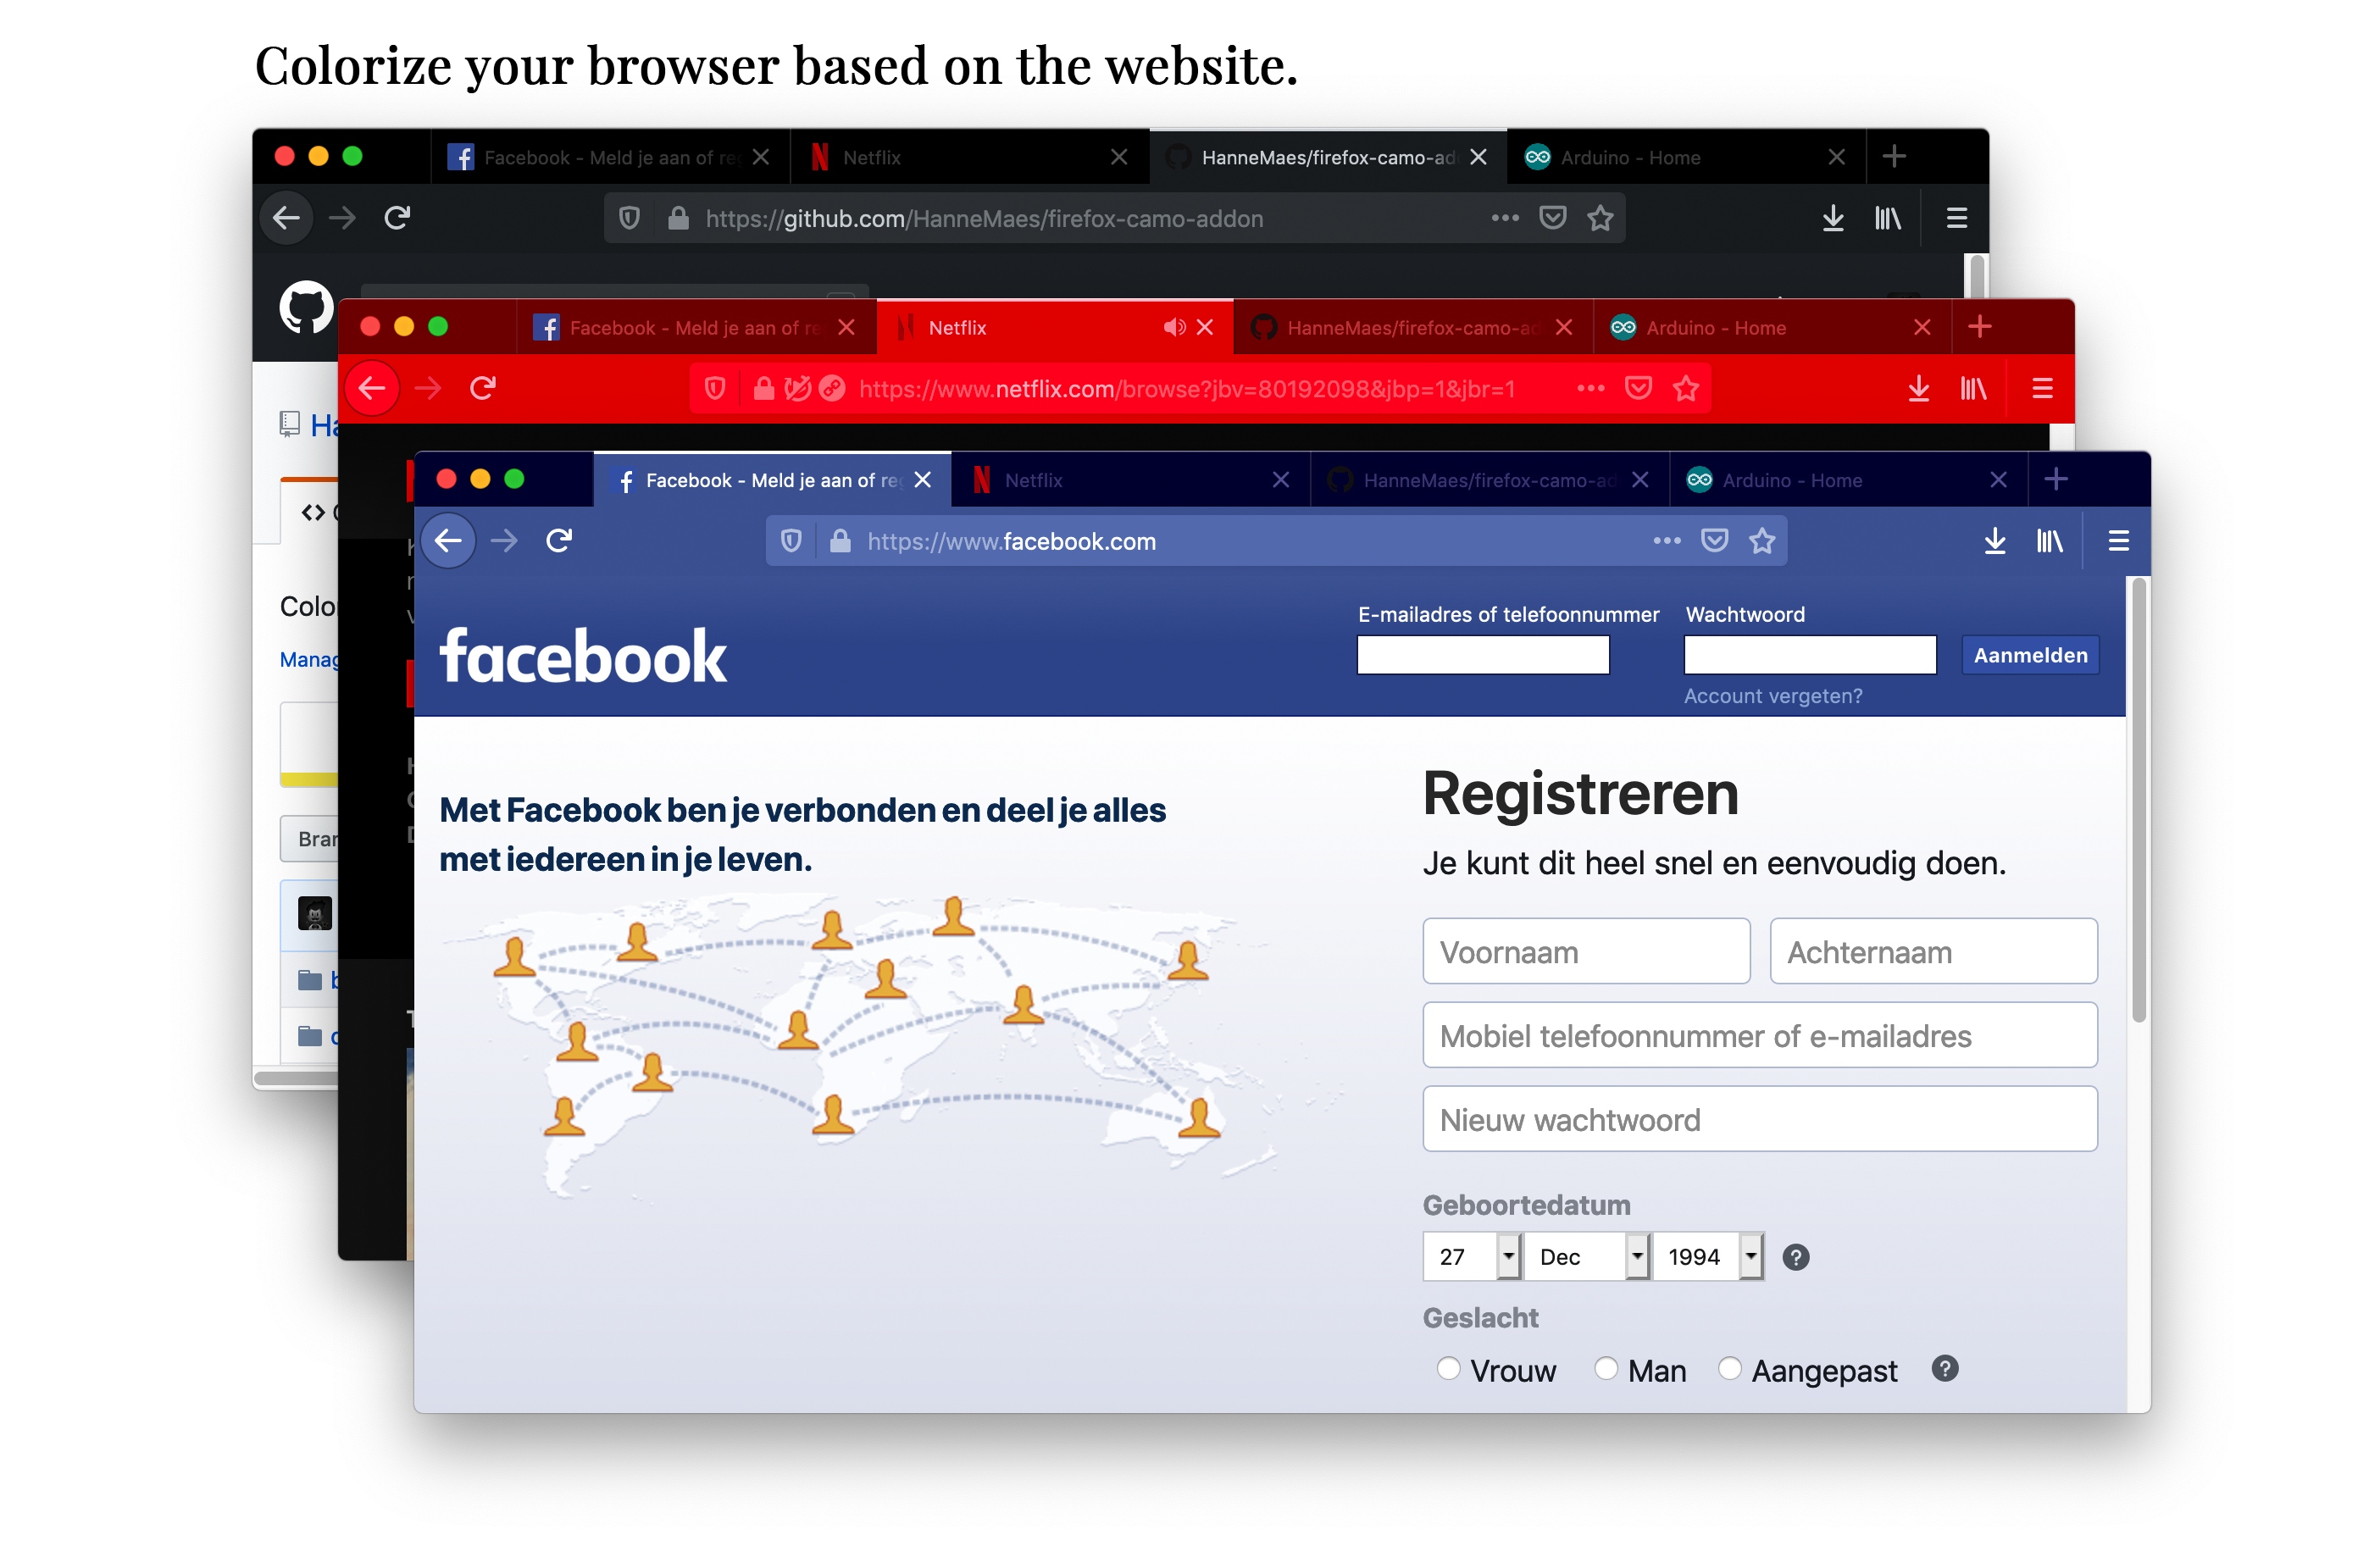 Colorize your browser based on the website.
Facebook - Meld je aan of re
Netflix
HanneMaes/firefox-camo-ad
Arduino - Home
https://github.com/HanneMaes/firefox-camo-addon
Facebook - Meld je aan of re
Netflix
HanneMaes/firefox-camo-ad
Arduino - Home
https://www.netflix.com/browse?jbv=80192098&jbp=1&jbr=1
Facebook - Meld je aan of re
Netflix
HanneMaes/firefox-camo-ad
Arduino - Home
https://www.facebook.com
Ha
Colo
Manag
Bran
facebook
E-mailadres of telefoonnummer
Wachtwoord
Aanmelden
Account vergeten?
Met Facebook ben je verbonden en deel je alles
met iedereen in je leven.
Registreren
Je kunt dit heel snel en eenvoudig doen.
Voornaam
Achternaam
Mobiel telefoonnummer of e-mailadres
Nieuw wachtwoord
Geboortedatum
27 Dec 1994
Geslacht
Vrouw Man Aangepast